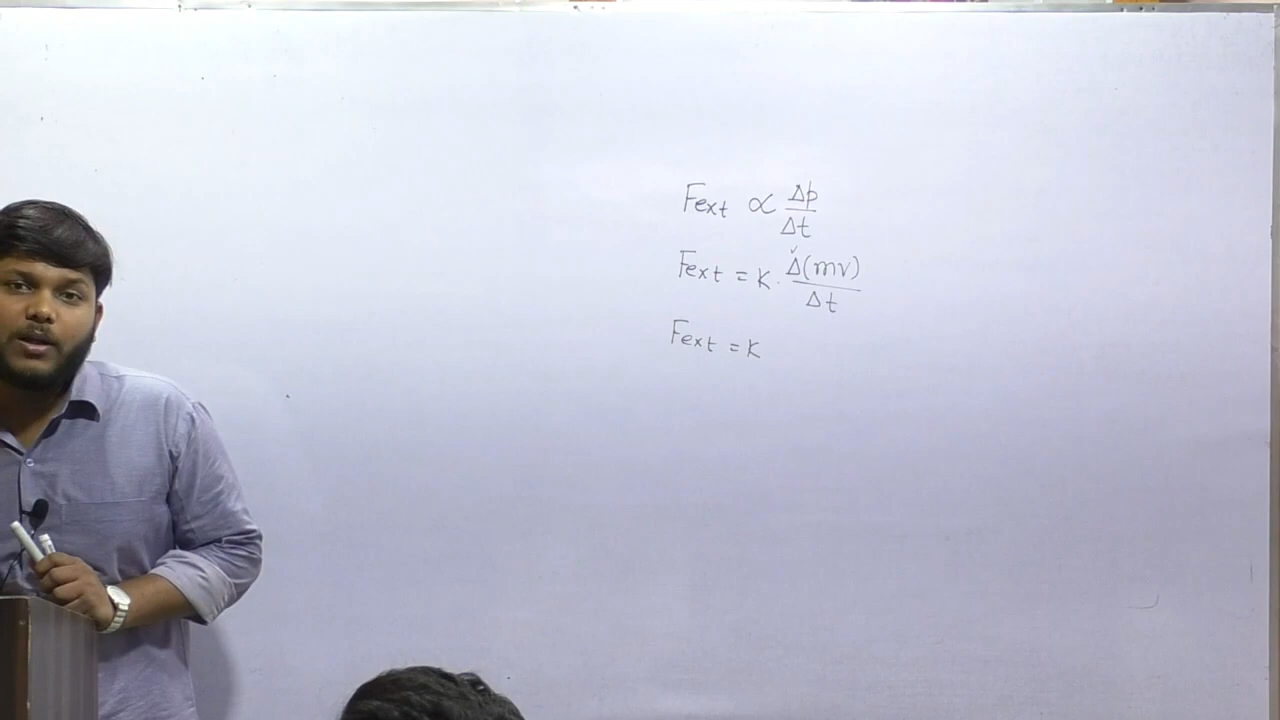 Fext ∝ Δp/Δt
Fext = K · Δ(mv)/Δt
Fext = K